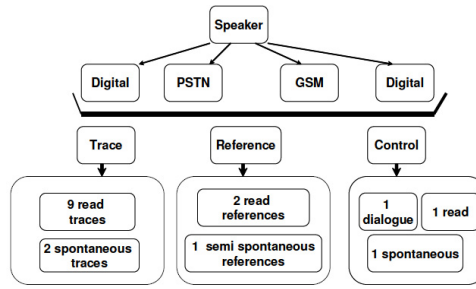 Speaker
Digital
PSTN
GSM
Digital
Trace
Reference
Control
9 read
traces
2 spontaneous
traces
2 read
references
1 semi spontaneous
references
1
dialogue
1 read
1 spontaneous